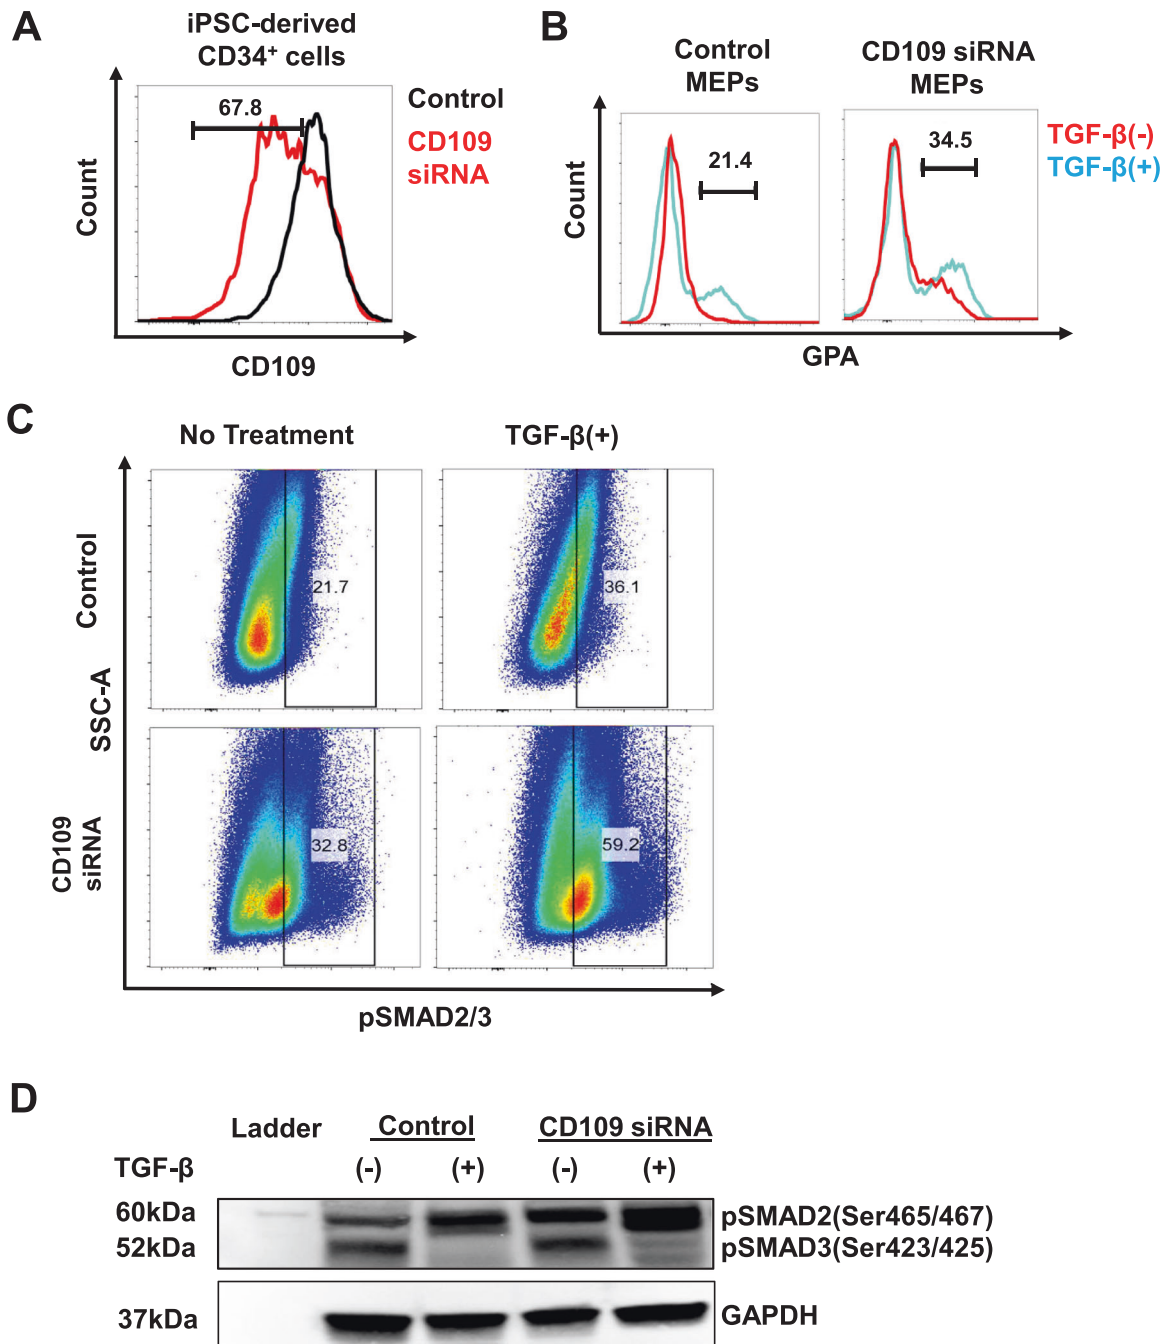 A
iPSC-derived
CD34⁺ cells
67.8
Control
CD109
siRNA
Count
CD109
B
Control
MEPs
CD109 siRNA
MEPs
21.4
34.5
TGF-β(-)
TGF-β(+)
Count
GPA
C
No Treatment
TGF-β(+)
Control
21.7
36.1
SSC-A
CD109
siRNA
32.8
59.2
pSMAD2/3
D
Ladder
Control
CD109 siRNA
TGF-β
(-)
(+)
(-)
(+)
60kDa
pSMAD2(Ser465/467)
52kDa
pSMAD3(Ser423/425)
37kDa
GAPDH